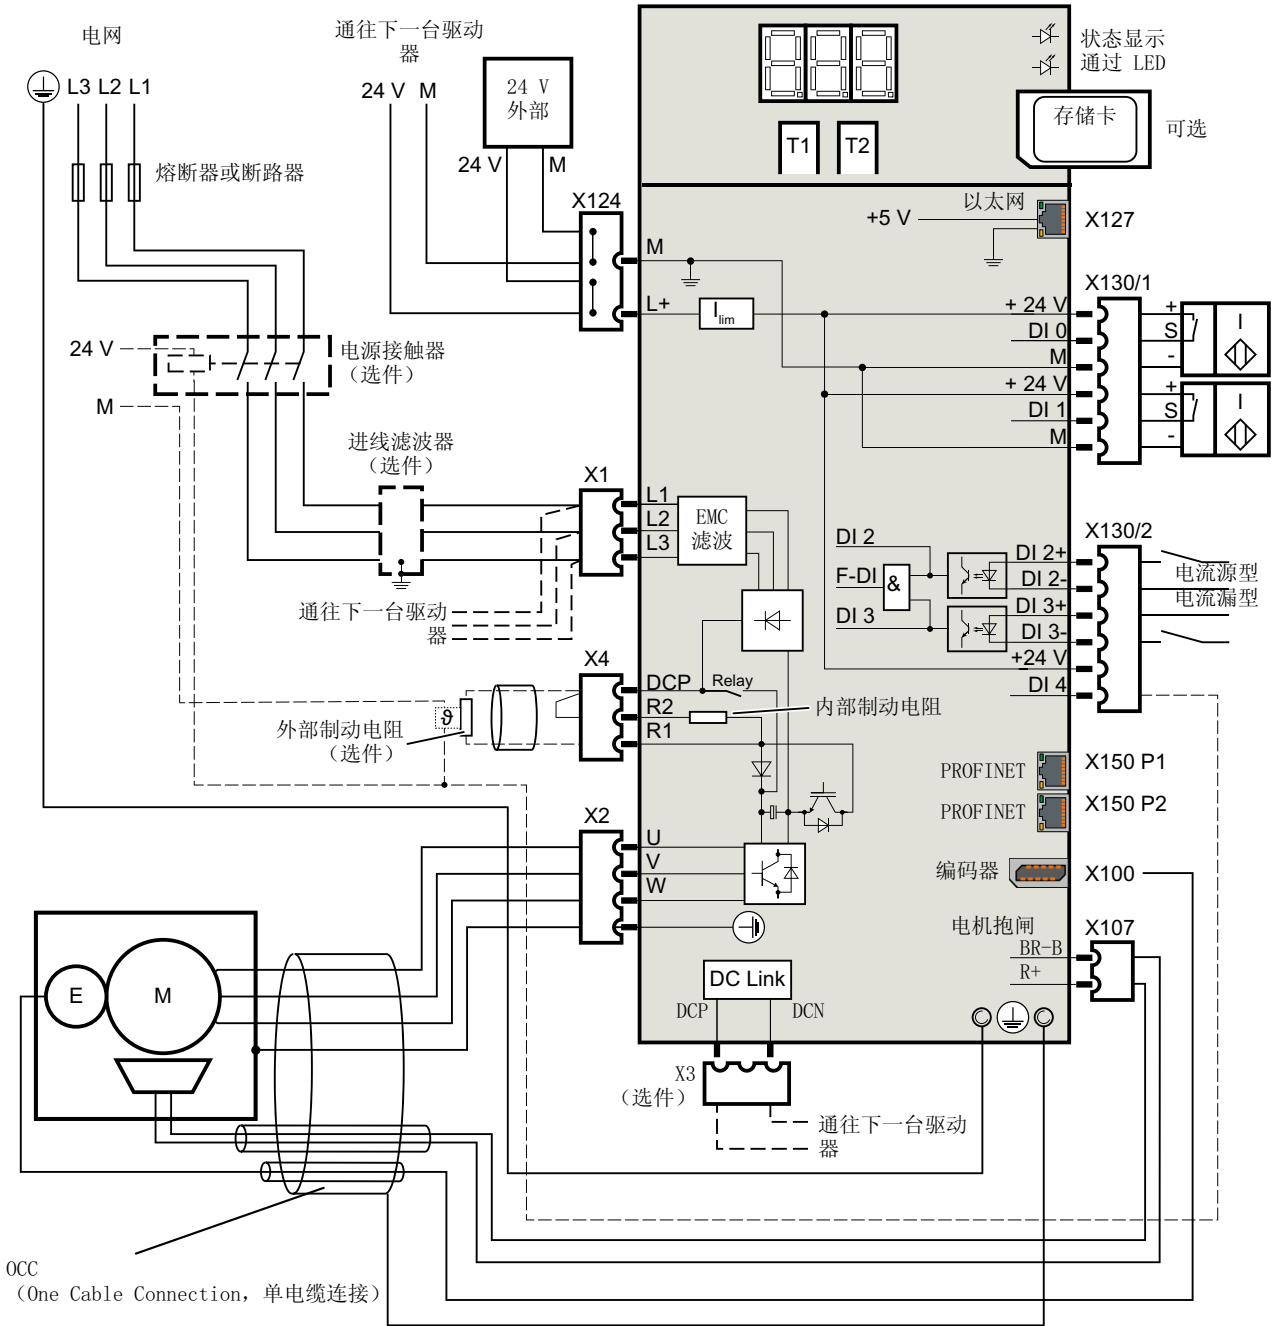 电网
L3 L2 L1
熔断器或断路器
通往下一台驱动
器
24 V M
24 V
外部
24 V
M
X124
T1
T2
状态显示
通过 LED
存储卡
可选
以太网
+5 V
X127
M
L+
I lim
X130/1
+ 24 V
DI 0
M
+ 24 V
DI 1
M
+
S
-
I
+
S
-
I
24 V
M
电源接触器
(选件)
进线滤波器
(选件)
X1
L1
L2
L3
EMC
滤波
通往下一台驱动
器
X130/2
DI 2
F-DI
&
DI 3
DI 2+
DI 2-
DI 3+
DI 3-
+24 V
DI 4
电流源型
电流漏型
X4
DCP
Relay
R2
R1
内部制动电阻
ϑ
外部制动电阻
(选件)
PROFINET
X150 P1
PROFINET
X150 P2
X2
U
V
W
编码器
X100
电机抱闸
X107
BR-B
R+
E
M
DC Link
DCP
DCN
X3
(选件)
通往下一台驱动
器
OCC
(One Cable Connection, 单电缆连接)